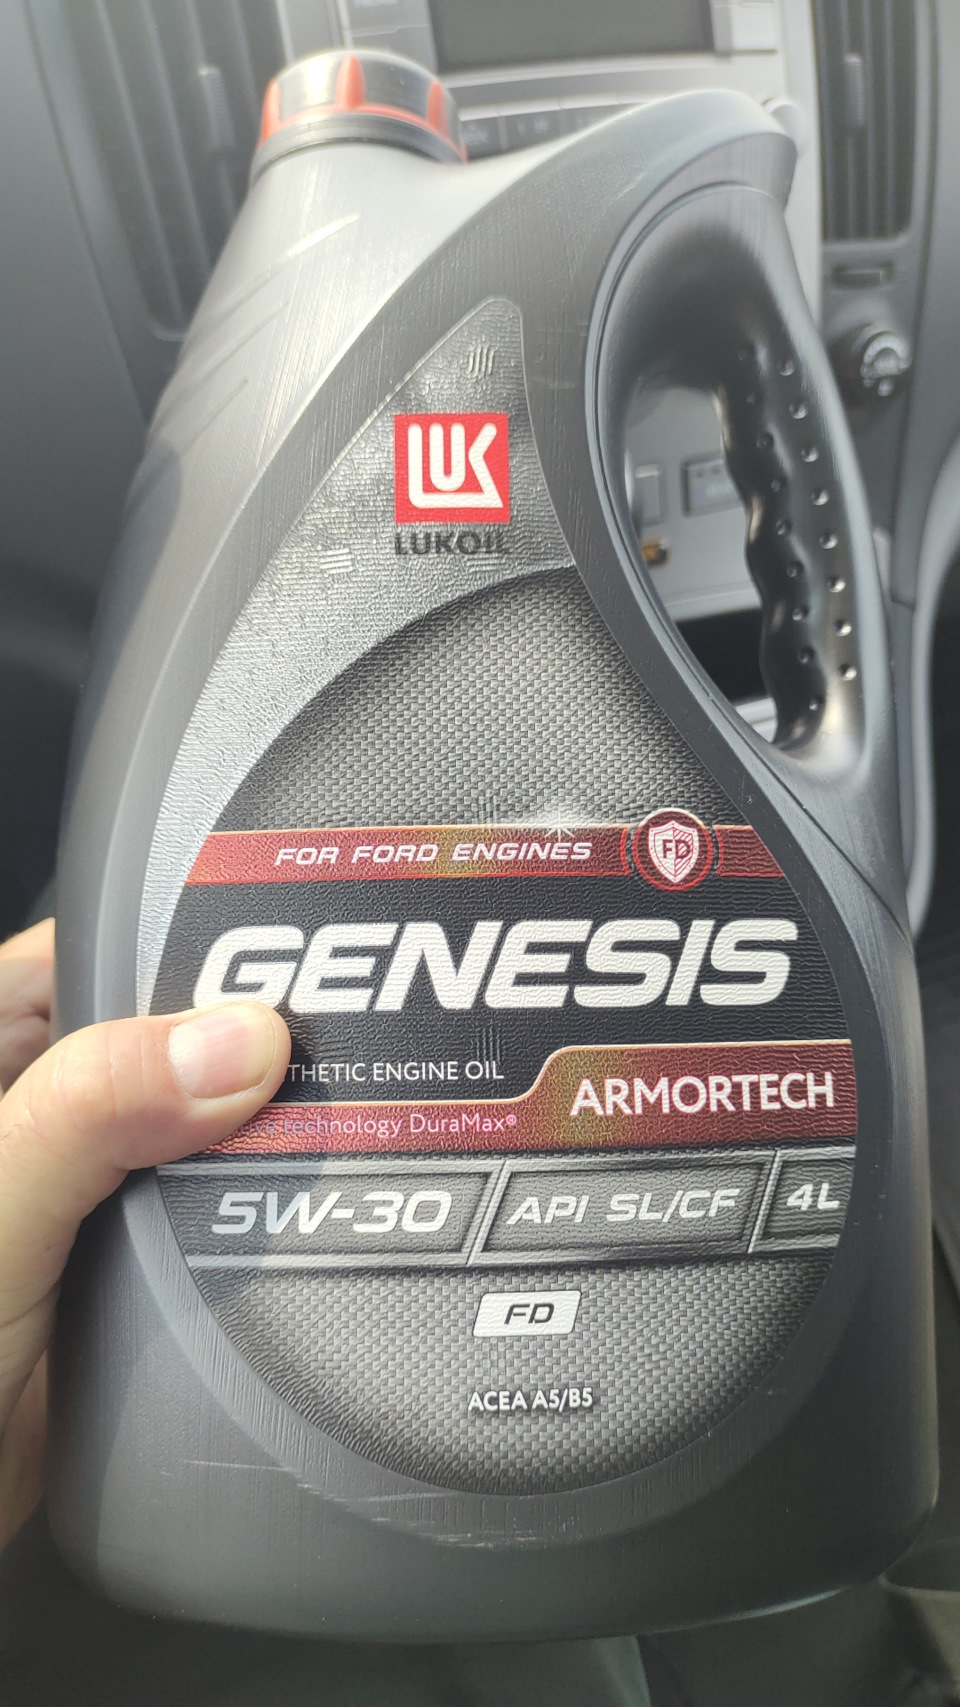 LUK
LUKOIL
FOR FORD ENGINES
FD
GENESIS
THETIC ENGINE OIL
ARMORTECH
technology DuraMax®
5W-30
API SL/CF
4L
FD
ACEA A5/B5